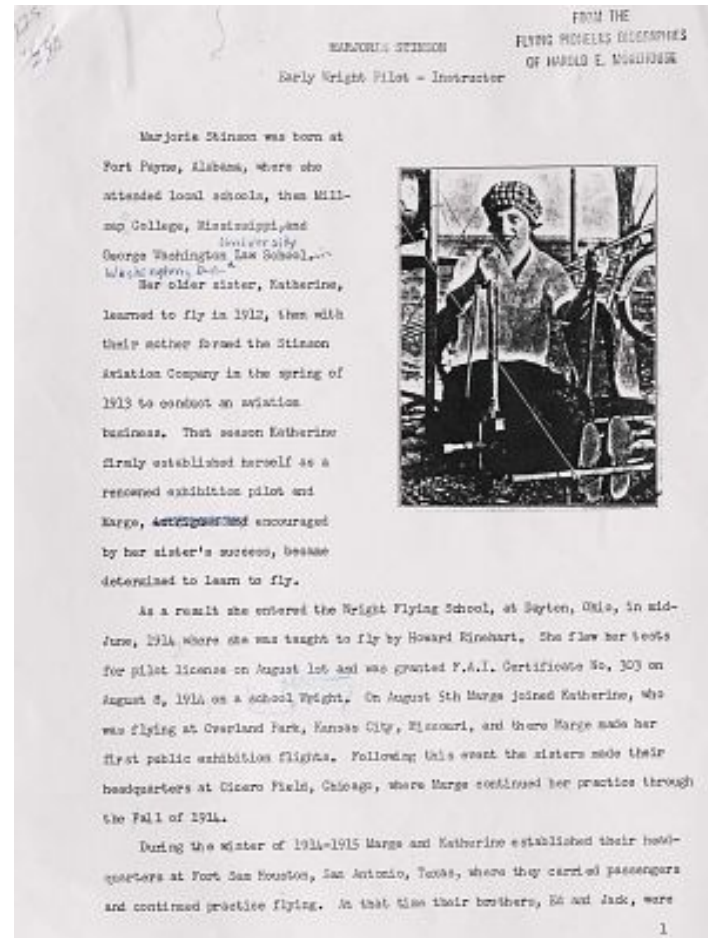 FROM THE
FLYING PIONEERS BIOGRAPHIES
OF HAROLD E. MOREHOUSE
MARJORIE STINSON
Early Wright Pilot - Instructor
Marjorie Stinson was born at
Fort Payne, Alabama, where she
attended local schools, then Mill-
sap College, Mississippi, and
University
George Washington Law School.
Washington, D.C.
Her older sister, Katherine,
learned to fly in 1912, then with
their mother formed the Stinson
Aviation Company in the spring of
1913 to conduct an aviation
business. That season Katherine
firmly established herself as a
renowned exhibition pilot and
Marge, encouraged
by her sister's success, became
determined to learn to fly.
As a result she entered the Wright Flying School, at Dayton, Ohio, in mid-
June, 1914 where she was taught to fly by Howard Rinehart. She flew her tests
for pilot license on August 1st and was granted F.A.I. Certificate No. 303 on
August 8, 1914 on a school Wright. On August 5th Marge joined Katherine, who
was flying at Overland Park, Kansas City, Missouri, and there Marge made her
first public exhibition flights. Following this event the sisters made their
headquarters at Cicero Field, Chicago, where Marge continued her practice through
the Fall of 1914.
During the winter of 1914-1915 Marge and Katherine established their head-
quarters at Fort Sam Houston, San Antonio, Texas, where they carried passengers
and continued practice flying. At that time their brothers, Ed and Jack, were
1